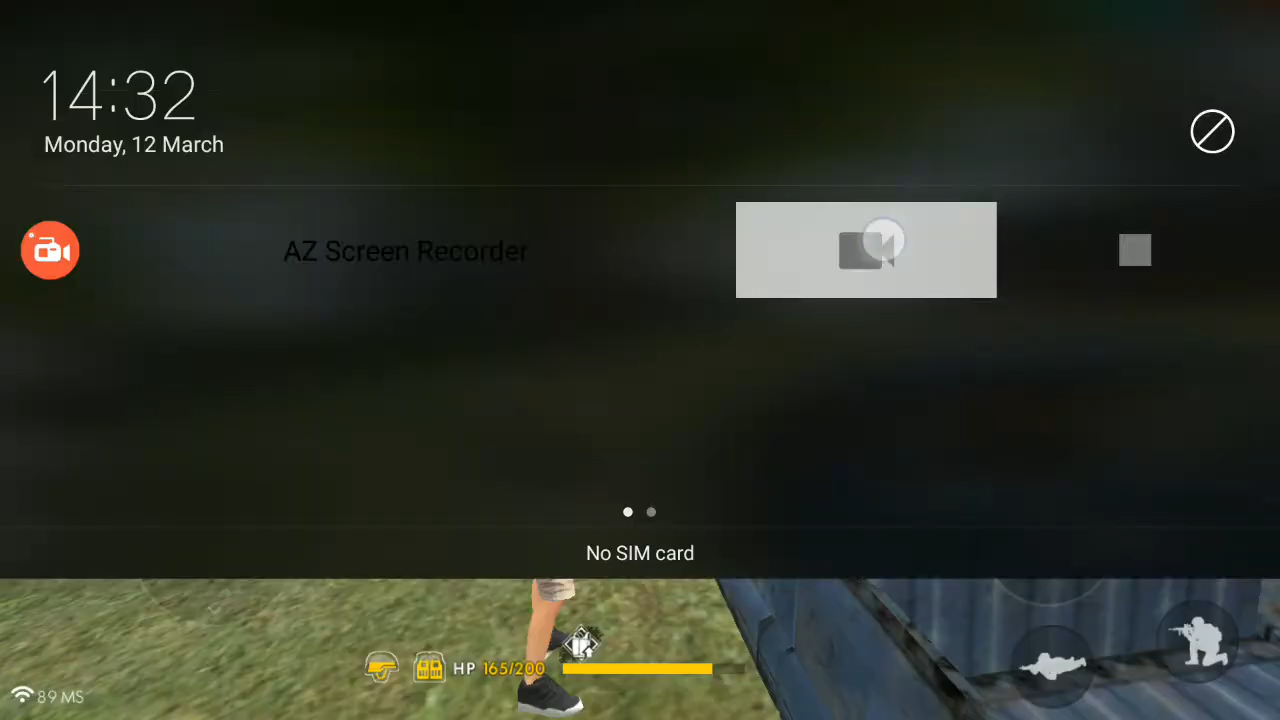 14:32
Monday, 12 March
AZ Screen Recorder
No SIM card
HP 165/200
89 MS